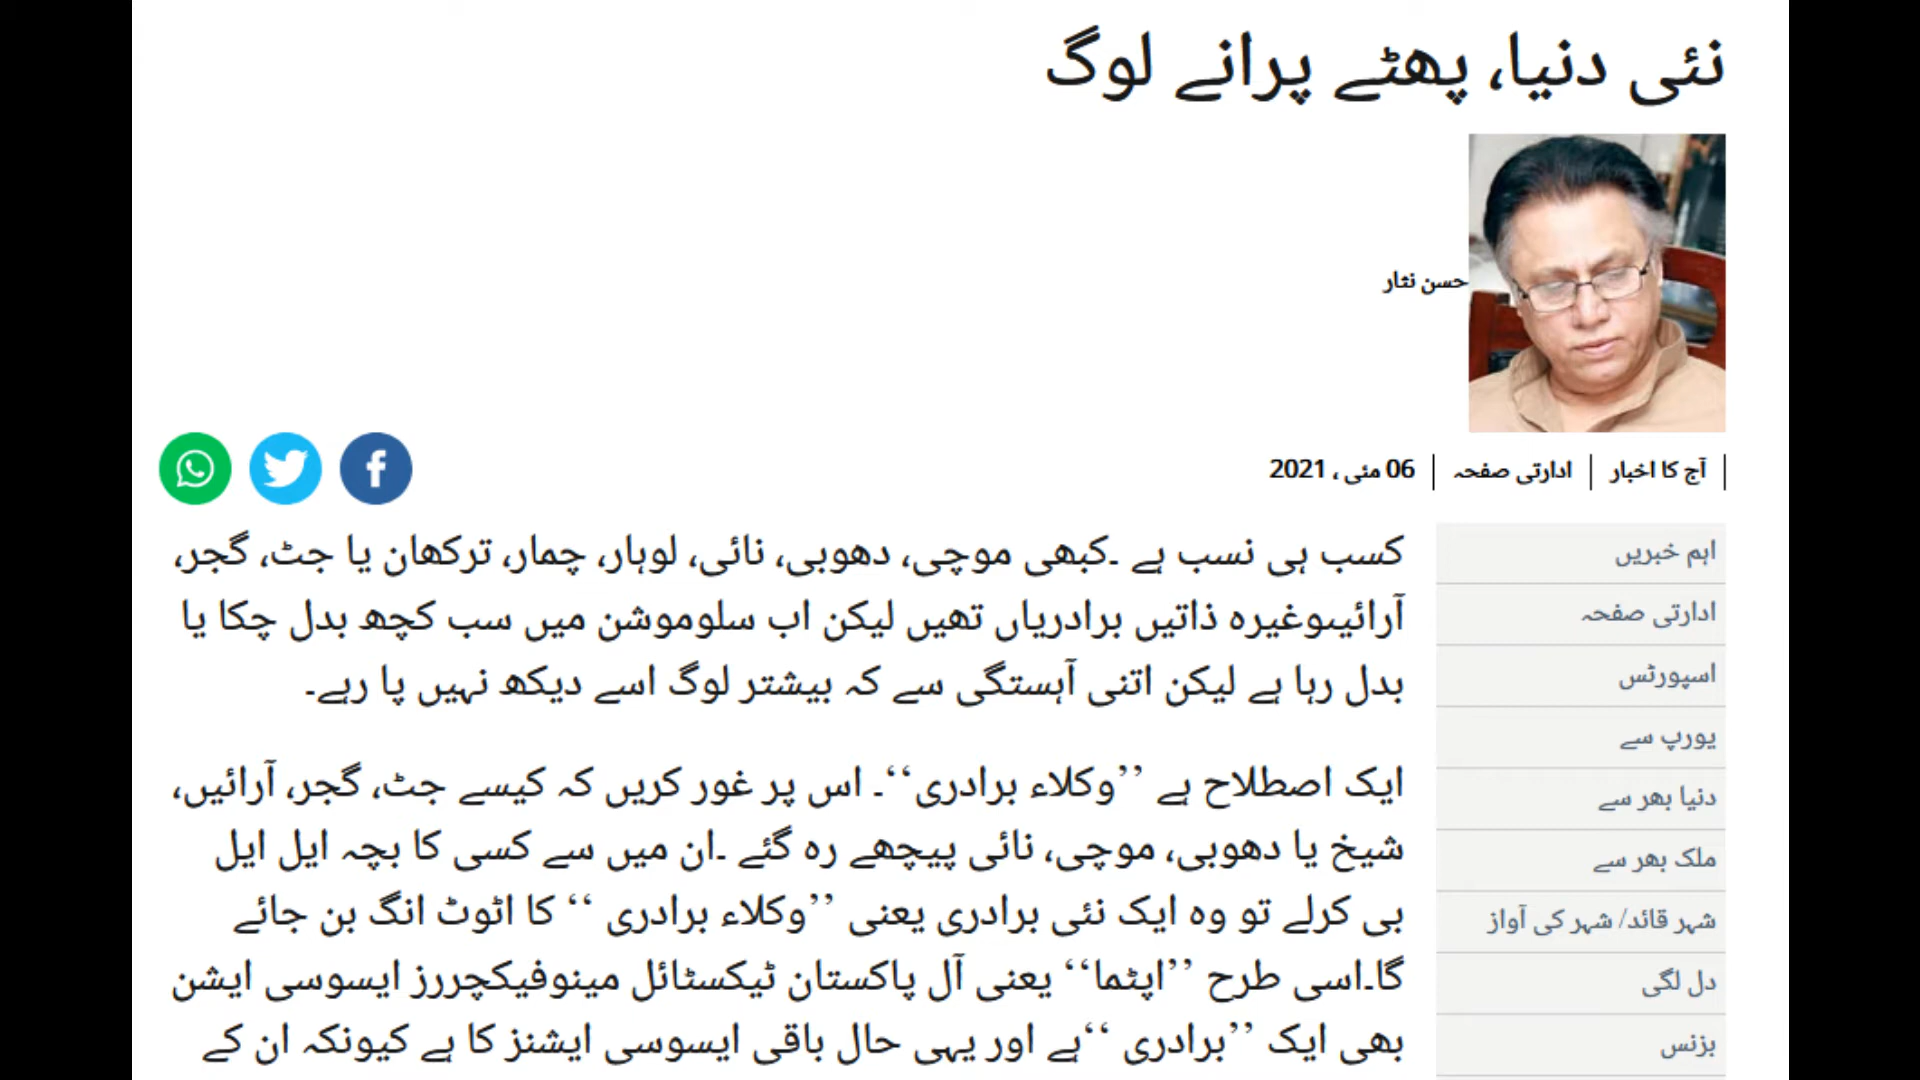 نئی دنیا، پھٹے پرانے لوگ
حسن نثار
آج کا اخبار
ادارتی صفحہ
06 مئی ، 2021
f
کسب ہی نسب ہے ۔کبھی موچی، دھوبی، نائی، لوہار، چمار، ترکھان یا جٹ، گجر،
آرائیںوغیرہ ذاتیں برادریاں تھیں لیکن اب سلوموشن میں سب کچھ بدل چکا یا
بدل رہا ہے لیکن اتنی آہستگی سے کہ بیشتر لوگ اسے دیکھ نہیں پا رہے۔
ایک اصطلاح ہے ’’وکلاء برادری‘‘۔ اس پر غور کریں کہ کیسے جٹ، گجر، آرائیں،
شیخ یا دھوبی، موچی، نائی پیچھے رہ گئے ۔ان میں سے کسی کا بچہ ایل ایل
بی کرلے تو وہ ایک نئی برادری یعنی ’’وکلاء برادری ‘‘ کا اٹوٹ انگ بن جائے
گا۔اسی طرح ’’اپٹما‘‘ یعنی آل پاکستان ٹیکسٹائل مینوفیکچررز ایسوسی ایشن
بھی ایک ’’برادری ‘‘ہے اور یہی حال باقی ایسوسی ایشنز کا ہے کیونکہ ان کے
اہم خبریں
ادارتی صفحہ
اسپورٹس
یورپ سے
دنیا بھر سے
ملک بھر سے
شہر قائد/ شہر کی آواز
دل لگی
بزنس